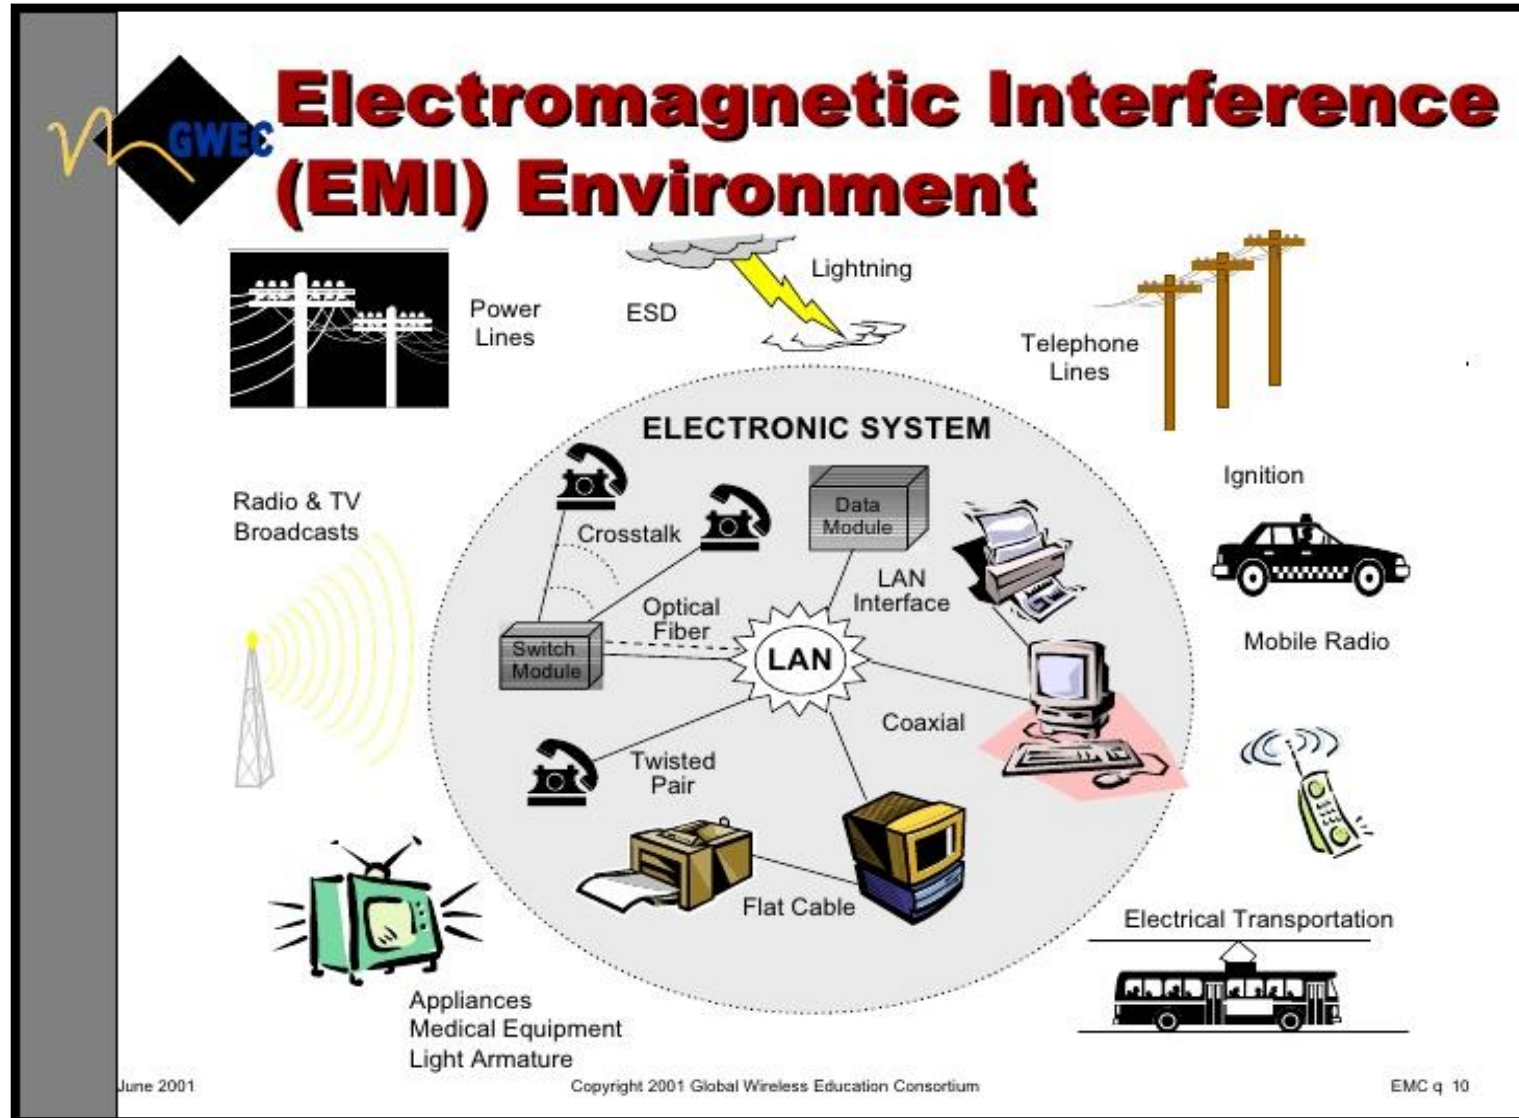 GWEC
Electromagnetic Interference
(EMI) Environment
Power
Lines
ESD
Lightning
Telephone
Lines
ELECTRONIC SYSTEM
Radio & TV
Broadcasts
Crosstalk
Data
Module
Ignition
LAN
Interface
Optical
Fiber
Switch
Module
LAN
Mobile Radio
Coaxial
Twisted
Pair
Flat Cable
Electrical Transportation
Appliances
Medical Equipment
Light Armature
June 2001
Copyright 2001 Global Wireless Education Consortium
EMC q 10